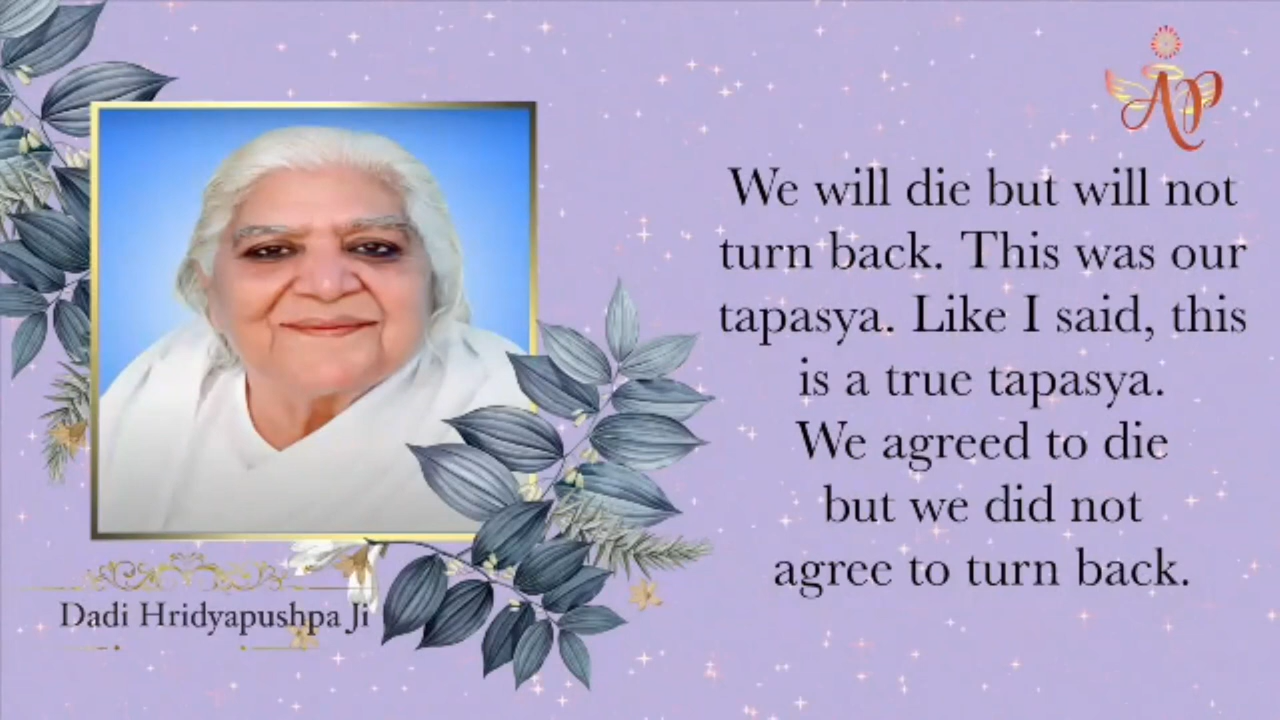 AP
We will die but will not
turn back. This was our
tapasya. Like I said, this
is a true tapasya.
We agreed to die
but we did not
agree to turn back.
Dadi Hridyapushpa Ji